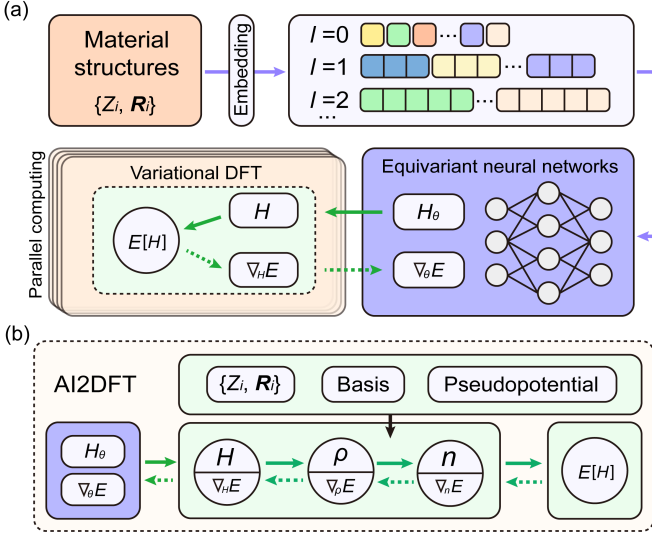 (a)
Material
structures
{Zᵢ, Rᵢ}
Embedding
l=0
...
l=1
...
l=2
...
...
Parallel computing
Variational DFT
E[H]
H
∇HE
Equivariant neural networks
Hθ
∇θE
(b)
AI2DFT
{Zᵢ, Rᵢ}
Basis
Pseudopotential
Hθ
∇θE
H
∇HE
ρ
∇ρE
n
∇nE
E[H]